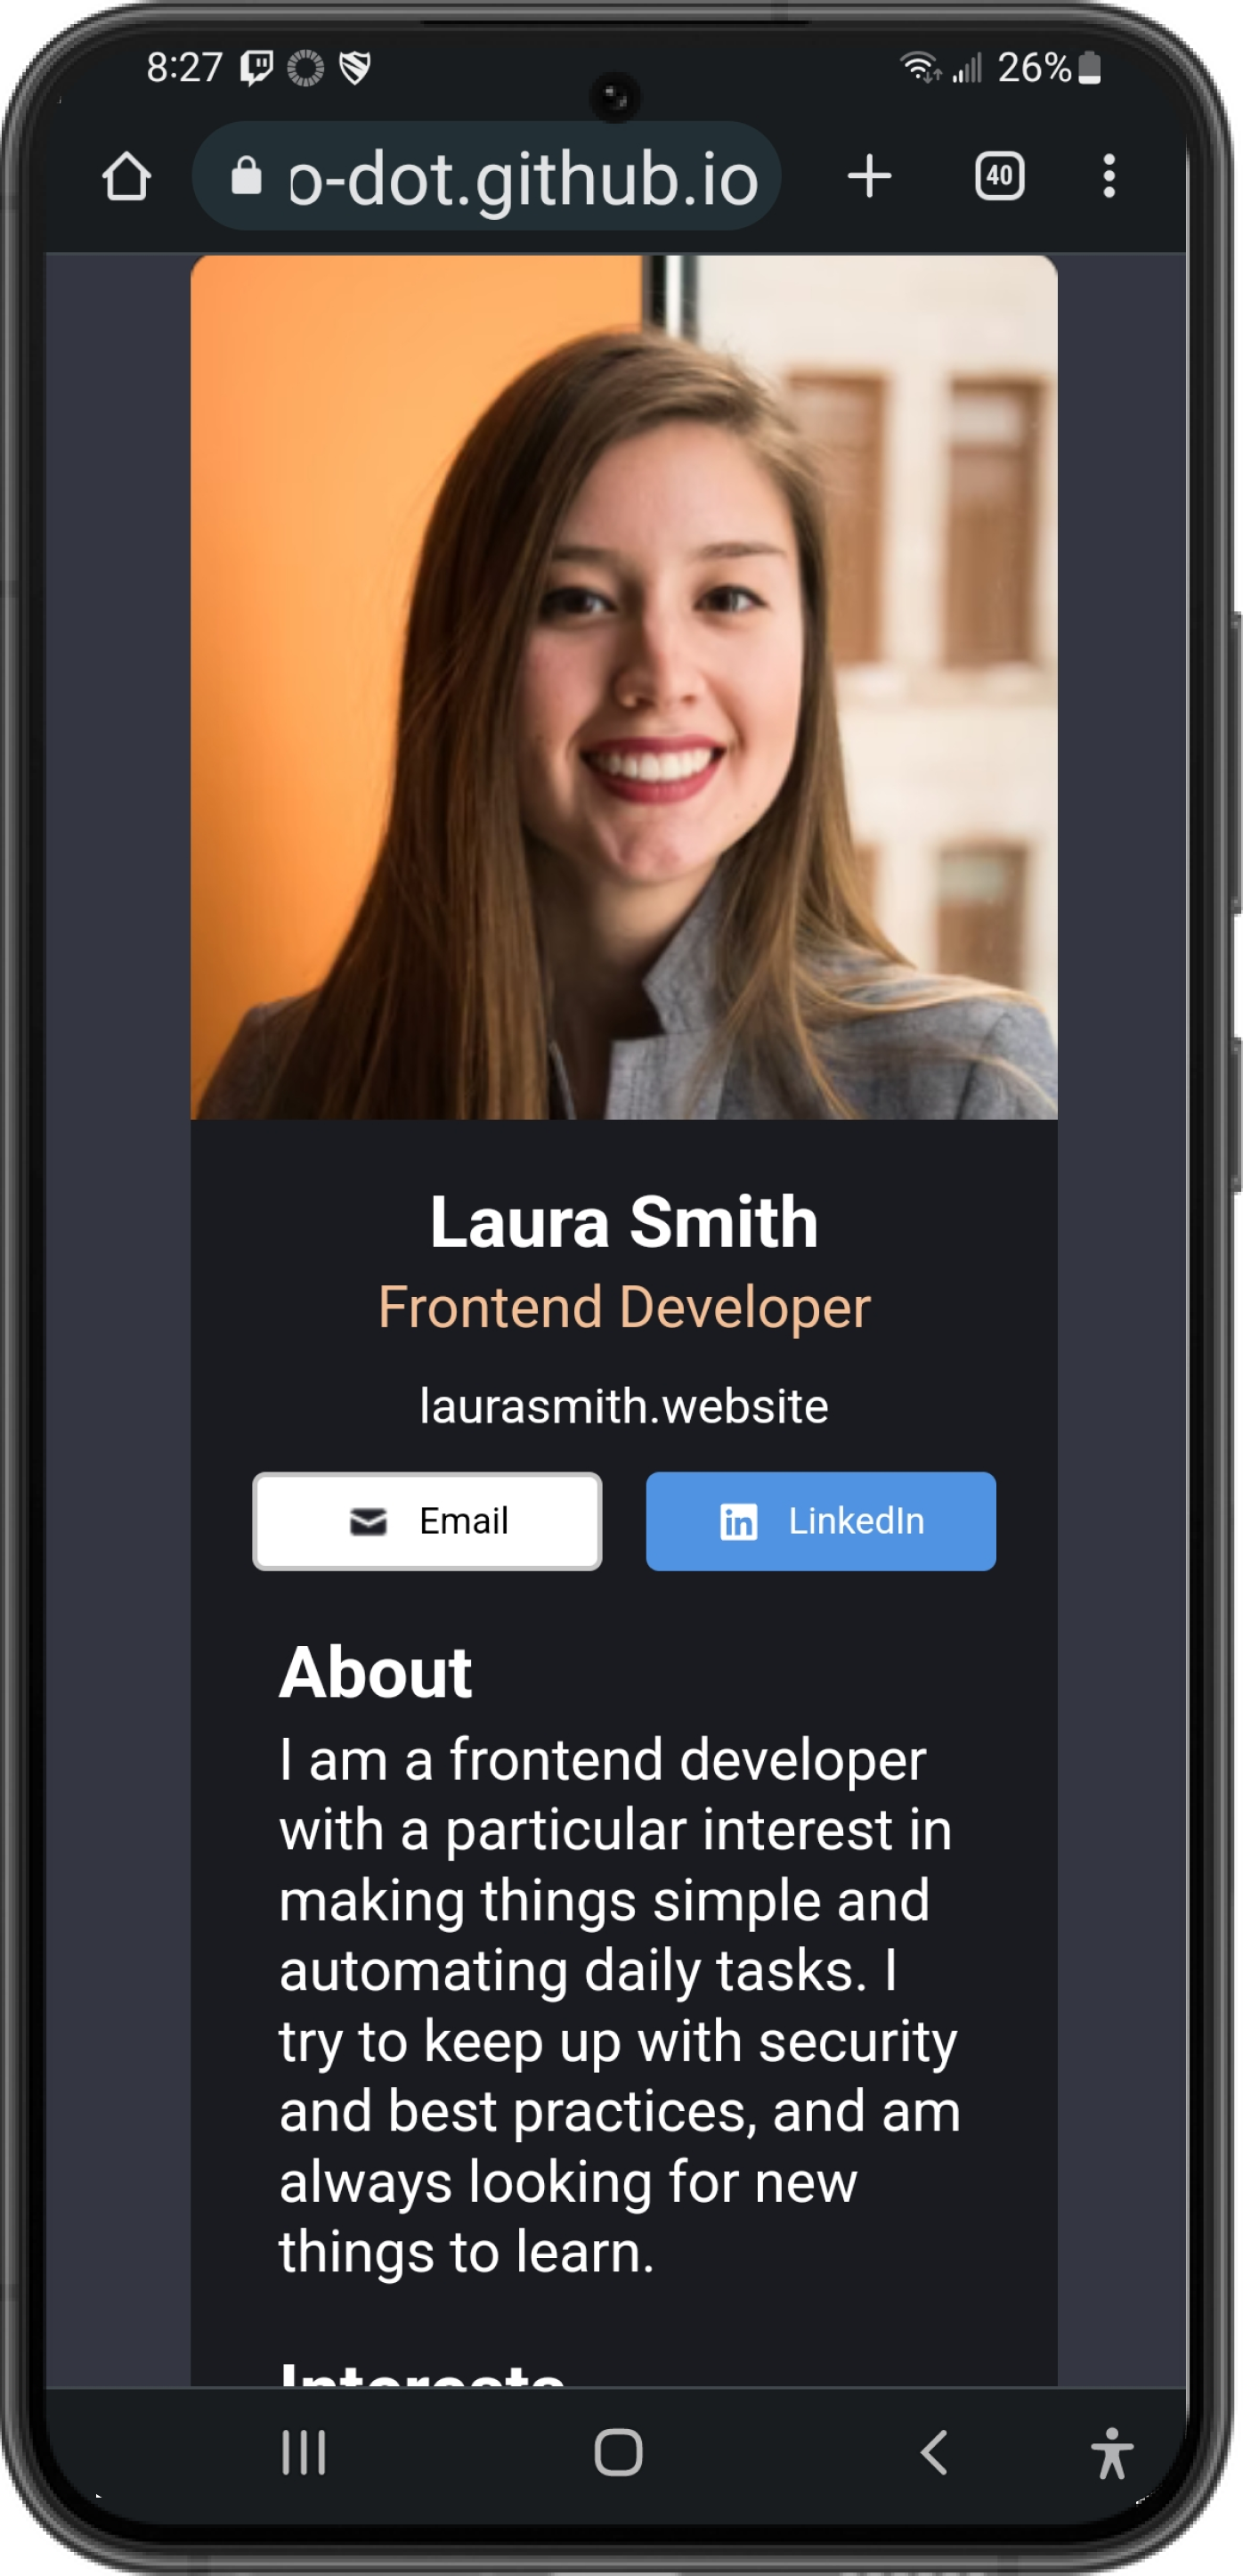 8:27 26%
o-dot.github.io 40
Laura Smith
Frontend Developer
laurasmith.website
Email in LinkedIn
About
I am a frontend developer
with a particular interest in
making things simple and
automating daily tasks. I
try to keep up with security
and best practices, and am
always looking for new
things to learn.
Interests